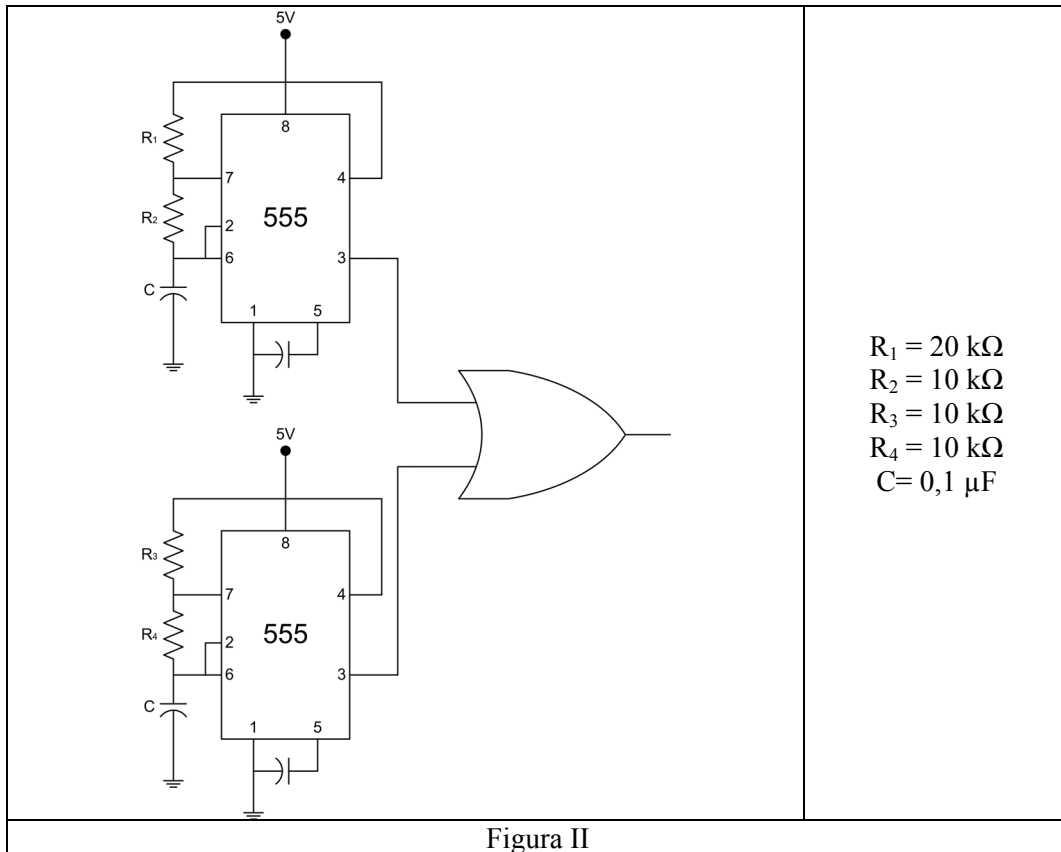 5V
8
R₁
7
4
R₂
555
2
6
3
C
1
5
5V
8
R₃
7
4
R₄
555
2
6
3
C
1
5
R₁ = 20 kΩ
R₂ = 10 kΩ
R₃ = 10 kΩ
R₄ = 10 kΩ
C= 0,1 µF
Figura II